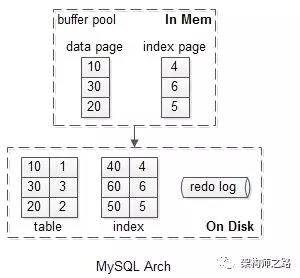 buffer pool In Mem
data page index page
10 4
30 6
20 5
10 1 40 4
30 3 60 6 redo log
20 2 50 5
table index On Disk
MySQL Arch 架构师之路